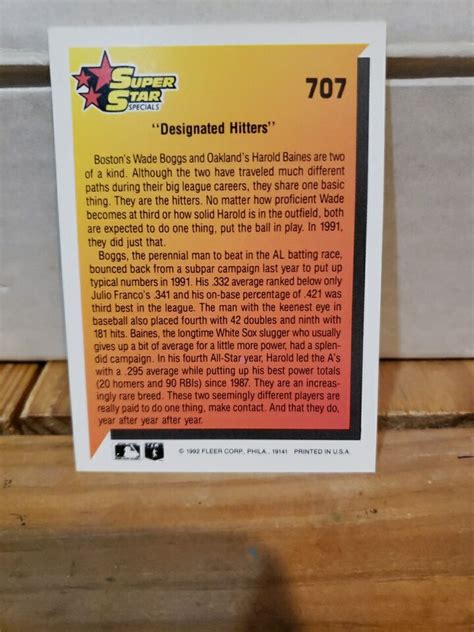 SUPER
STAR
SPECIALS
707
"Designated Hitters"
Boston's Wade Boggs and Oakland's Harold Baines are two
of a kind. Although the two have traveled much different
paths during their big league careers, they share one basic
thing. They are the hitters. No matter how proficient Wade
becomes at third or how solid Harold is in the outfield, both
are expected to do one thing, put the ball in play. In 1991,
they did just that.
Boggs, the perennial man to beat in the AL batting race,
bounced back from a subpar campaign last year to put up
typical numbers in 1991. His .332 average ranked below only
Julio Franco's .341 and his on-base percentage of .421 was
third best in the league. The man with the keenest eye in
baseball also placed fourth with 42 doubles and ninth with
181 hits. Baines, the longtime White Sox slugger who usually
gives up a bit of average for a little more power, had a splen-
did campaign. In his fourth All-Star year, Harold led the A's
with a .295 average while putting up his best power totals
(20 homers and 90 RBIs) since 1987. They are an increas-
ingly rare breed. These two seemingly different players are
really paid to do one thing, make contact. And that they do,
year after year after year.
© 1992 FLEER CORP., PHILA., 19141 PRINTED IN U.S.A.